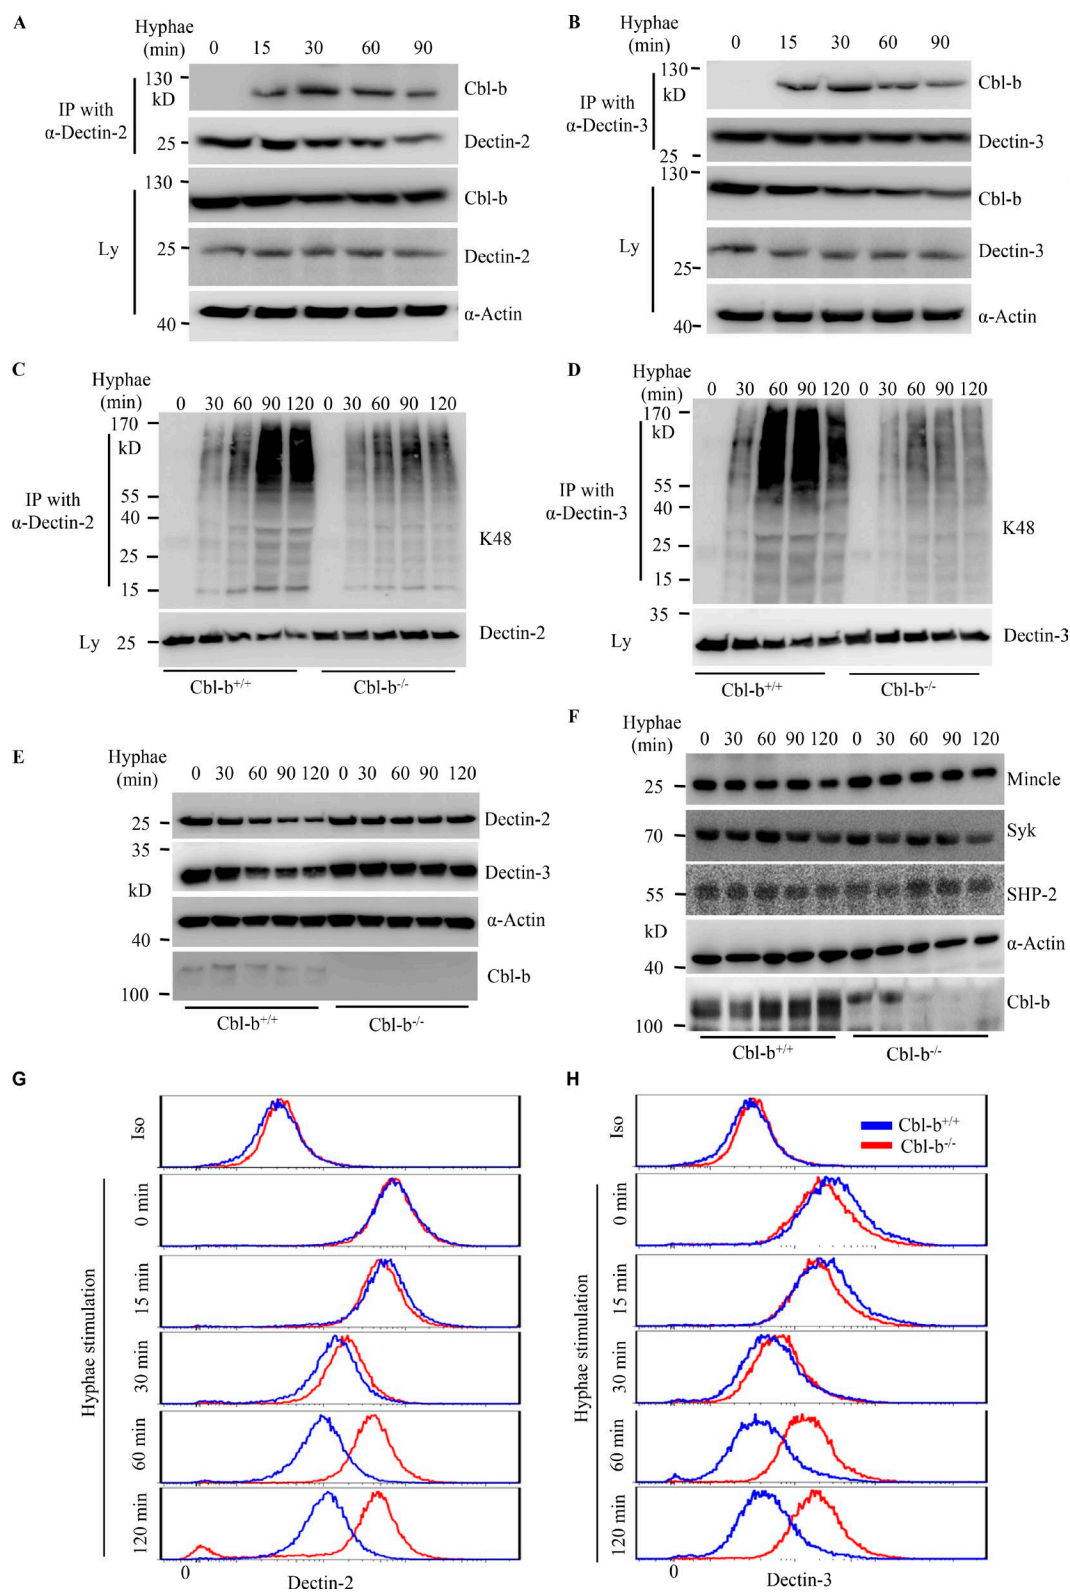 A
Hyphae
(min)
0 15 30 60 90
130
kD
IP with
α-Dectin-2
Cbl-b
25
Dectin-2
130
Cbl-b
Ly
25
Dectin-2
α-Actin
40
B
Hyphae
(min)
0 15 30 60 90
130
kD
IP with
α-Dectin-3
Cbl-b
Dectin-3
25
130
Cbl-b
Ly
Dectin-3
25
α-Actin
40
C
Hyphae
(min)
0 30 60 90 120 0 30 60 90 120
170
kD
IP with
α-Dectin-2
55
40
K48
25
15
Ly
25
Dectin-2
Cbl-b+/+ Cbl-b-/-
D
Hyphae
(min)
0 30 60 90 120 0 30 60 90 120
170
kD
IP with
α-Dectin-3
55
40
K48
25
15
35
Ly
Dectin-3
Cbl-b+/+ Cbl-b-/-
E
Hyphae
(min)
0 30 60 90 120 0 30 60 90 120
25
Dectin-2
35
Dectin-3
kD
α-Actin
40
Cbl-b
100
Cbl-b+/+ Cbl-b-/-
F
Hyphae
(min)
0 30 60 90 120 0 30 60 90 120
25
Mincle
70
Syk
55
SHP-2
kD
α-Actin
40
Cbl-b
100
Cbl-b+/+ Cbl-b-/-
G
Iso
0 min
15 min
30 min
60 min
120 min
Hyphae stimulation
0
Dectin-2
H
Cbl-b+/+
Cbl-b-/-
Iso
0 min
15 min
30 min
60 min
120 min
Hyphae stimulation
0
Dectin-3